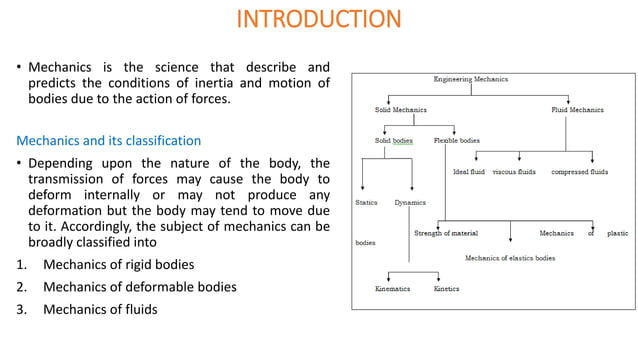 INTRODUCTION
• Mechanics is the science that describe and
predicts the conditions of inertia and motion of
bodies due to the action of forces.
Mechanics and its classification
• Depending upon the nature of the body, the
transmission of forces may cause the body to
deform internally or may not produce any
deformation but the body may tend to move due
to it. Accordingly, the subject of mechanics can be
broadly classified into
1. Mechanics of rigid bodies
2. Mechanics of deformable bodies
3. Mechanics of fluids
Engineering Mechanics
Solid Mechanics Fluid Mechanics
Solid bodies Flexible bodies
Ideal fluid viscous fluids compressed fluids
Statics Dynamics
Strength of material Mechanics of plastic
bodies
Mechanics of elastics bodies
Kinematics Kinetics